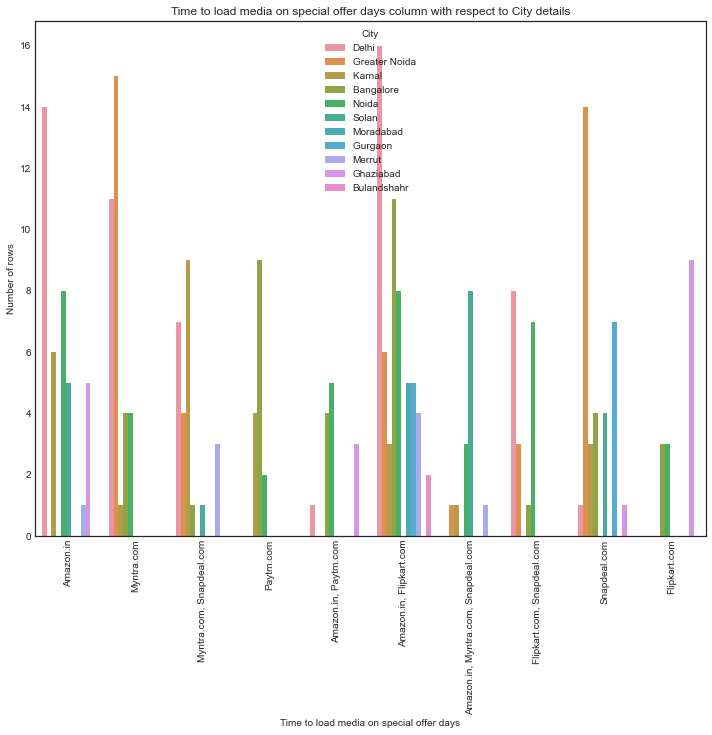 Time to load media on special offer days column with respect to City details
City
Delhi
Greater Noida
Karnal
Bangalore
Noida
Solan
Moradabad
Gurgaon
Merrut
Ghaziabad
Bulandshahr
Number of rows
16
14
12
10
8
6
4
2
0
Amazon.in
Myntra.com
Myntra.com, Snapdeal.com
Paytm.com
Amazon.in, Paytm.com
Amazon.in, Flipkart.com
Amazon.in, Myntra.com, Snapdeal.com
Flipkart.com, Snapdeal.com
Snapdeal.com
Flipkart.com
Time to load media on special offer days